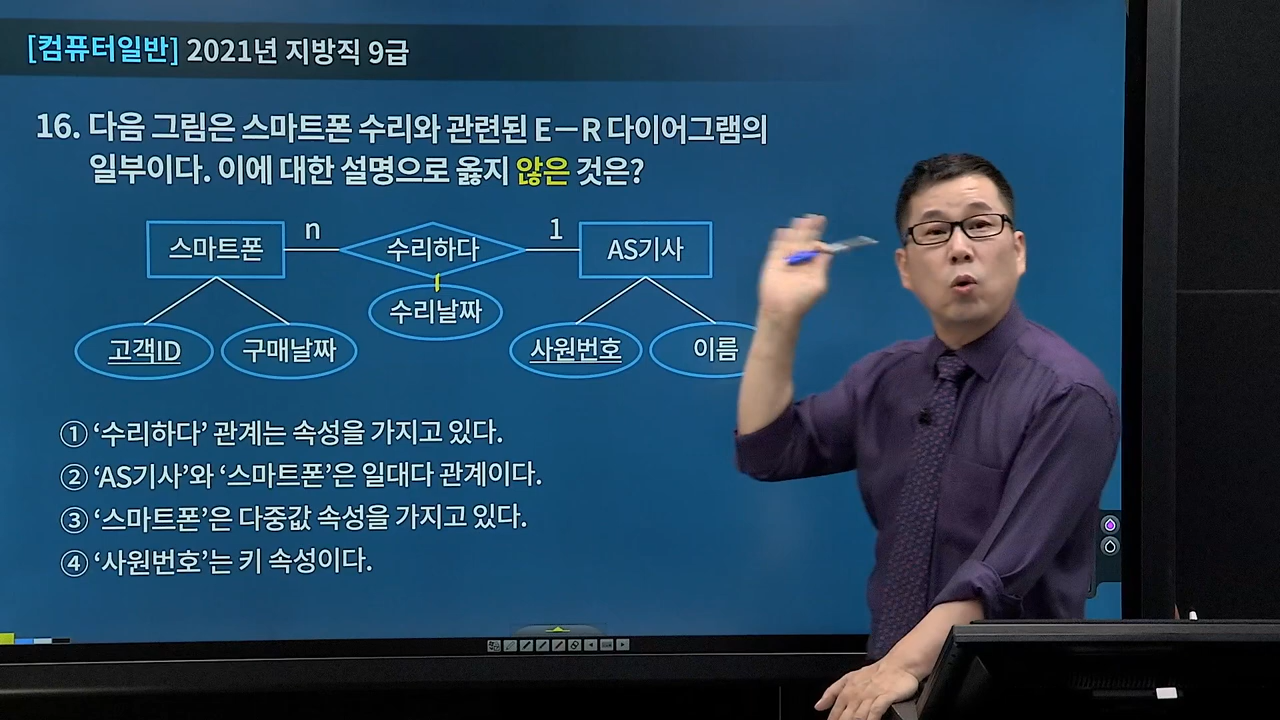 [컴퓨터일반] 2021년 지방직 9급
16. 다음 그림은 스마트폰 수리와 관련된 E-R 다이어그램의
일부이다. 이에 대한 설명으로 옳지 않은 것은?
스마트폰 n 수리하다 1 AS기사
수리날짜
고객ID 구매날짜 사원번호 이름
① ‘수리하다’ 관계는 속성을 가지고 있다.
② ‘AS기사’와 ‘스마트폰’은 일대다 관계이다.
③ ‘스마트폰’은 다중값 속성을 가지고 있다.
④ ‘사원번호’는 키 속성이다.